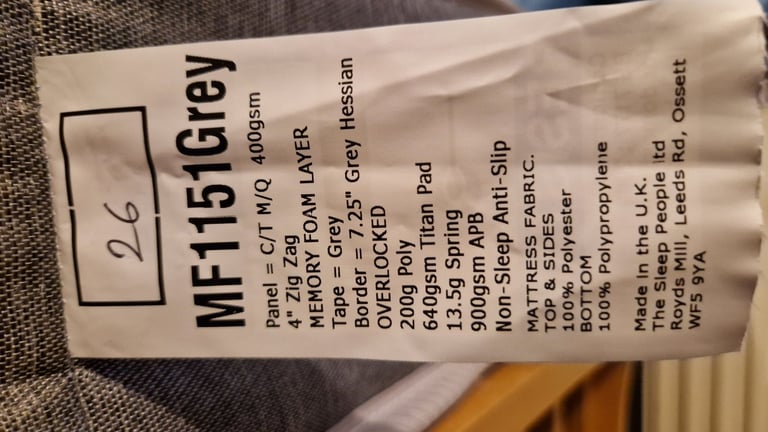 26
MF1151Grey
Panel = C/T M/Q 400gsm
4" Zig Zag
MEMORY FOAM LAYER
Tape = Grey
Border = 7.25" Grey Hessian
OVERLOCKED
200g Poly
640gsm Titan Pad
13.5g Spring
900gsm APB
Non-Sleep Anti-Slip
MATTRESS FABRIC.
TOP & SIDES
100% Polyester
BOTTOM
100% Polypropylene
Made in the U.K.
The Sleep People ltd
Royds Mill, Leeds Rd, Ossett
WF5 9YA